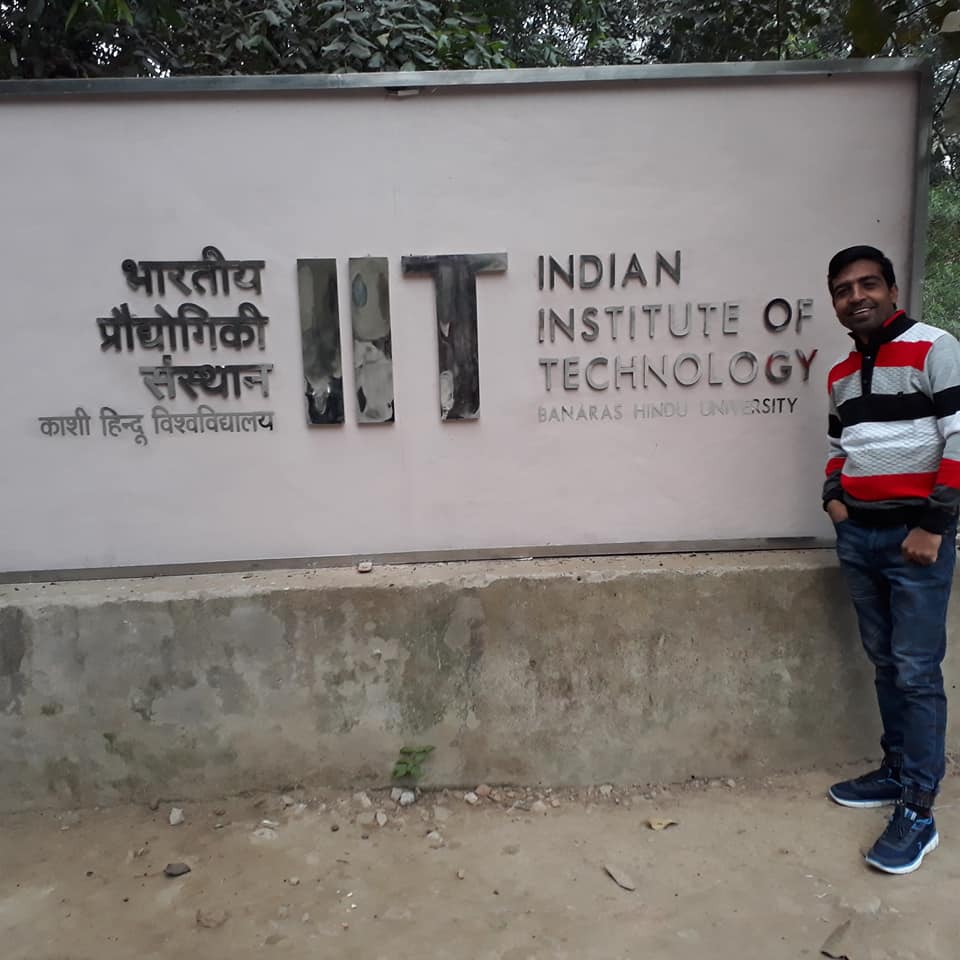 भारतीय
प्रौद्योगिकी
संस्थान
काशी हिन्दू विश्वविद्यालय
IIT
INDIAN
INSTITUTE OF
TECHNOLOGY
BANARAS HINDU UNIVERSITY